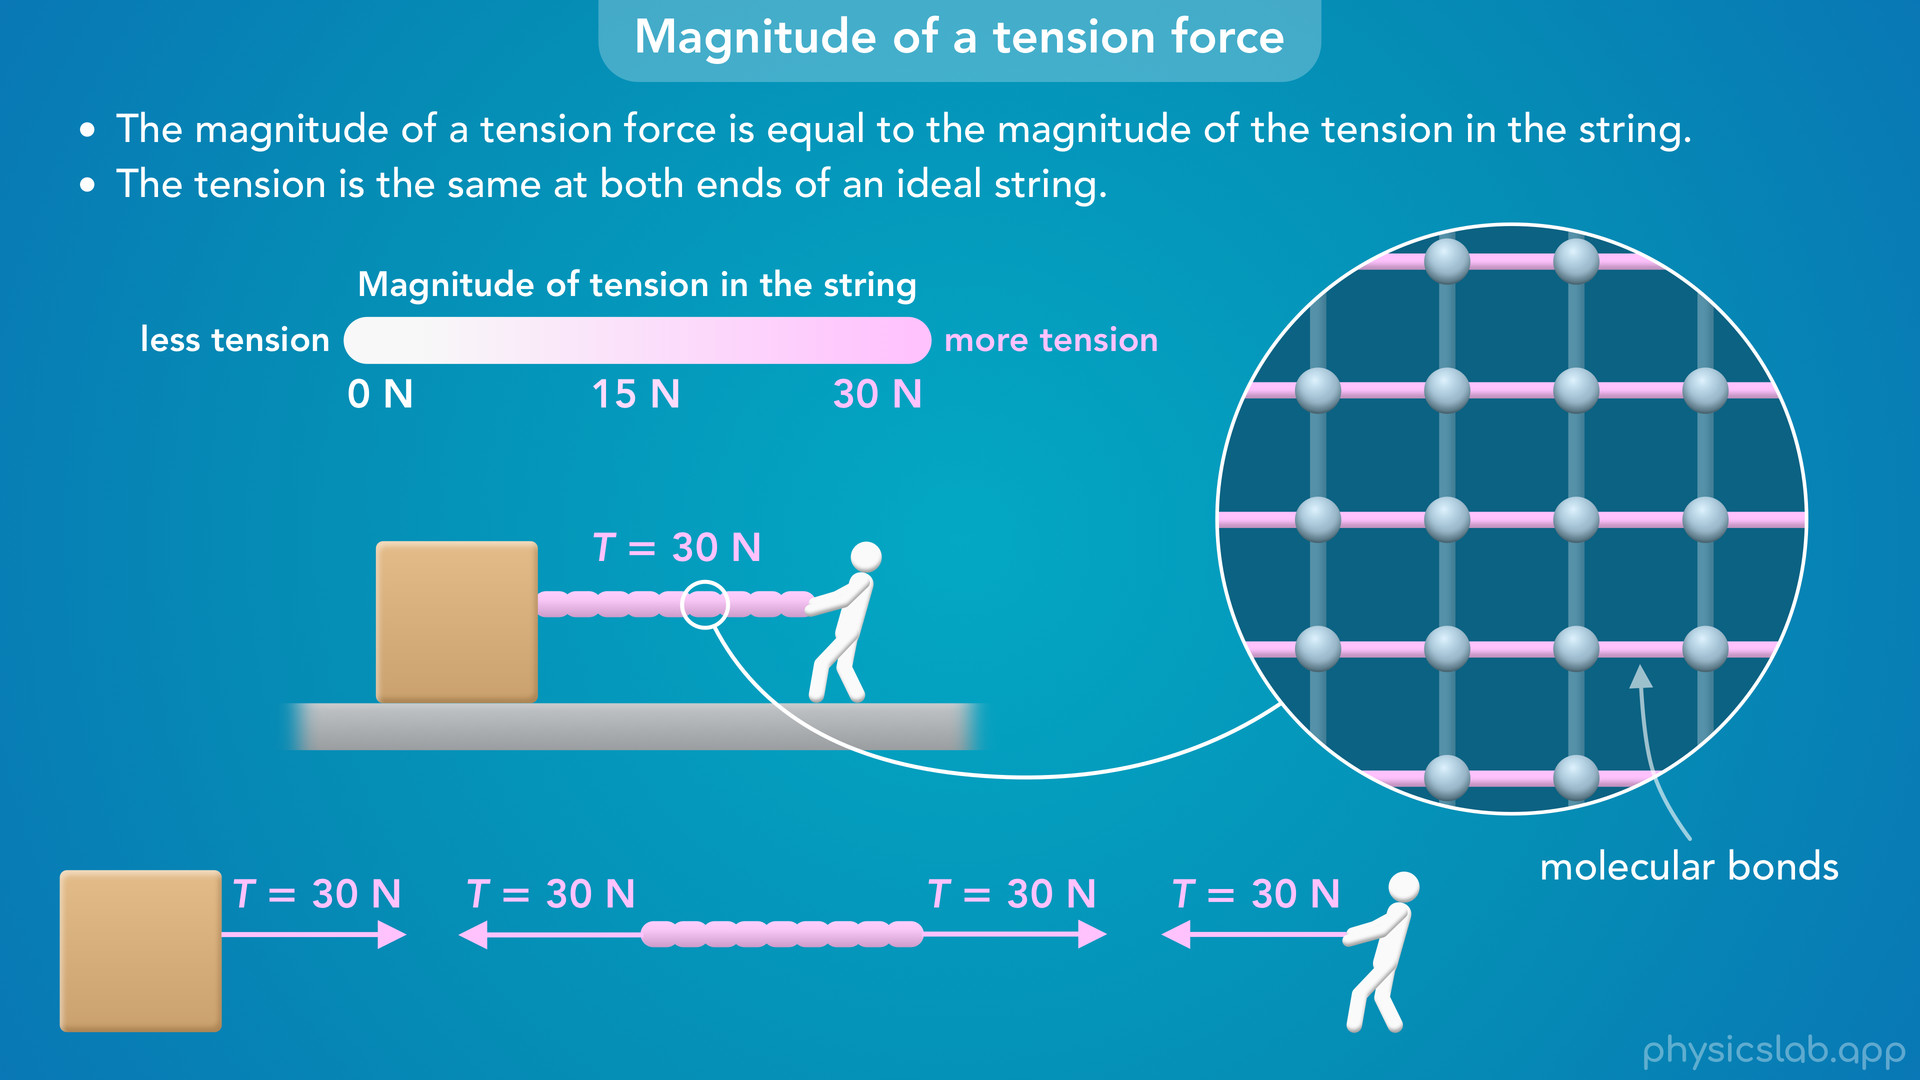 Magnitude of a tension force
• The magnitude of a tension force is equal to the magnitude of the tension in the string.
• The tension is the same at both ends of an ideal string.
Magnitude of tension in the string
less tension
more tension
0 N
15 N
30 N
T = 30 N
molecular bonds
T = 30 N
T = 30 N
T = 30 N
T = 30 N
physicslab.app